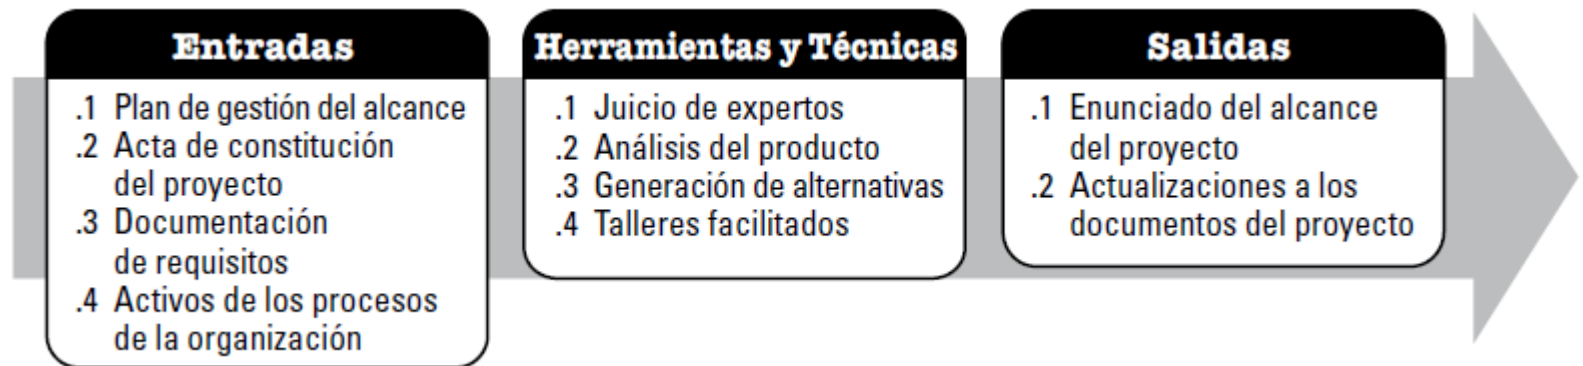 Entradas
.1 Plan de gestión del alcance
.2 Acta de constitución
del proyecto
.3 Documentación
de requisitos
.4 Activos de los procesos
de la organización
Herramientas y Técnicas
.1 Juicio de expertos
.2 Análisis del producto
.3 Generación de alternativas
.4 Talleres facilitados
Salidas
.1 Enunciado del alcance
del proyecto
.2 Actualizaciones a los
documentos del proyecto